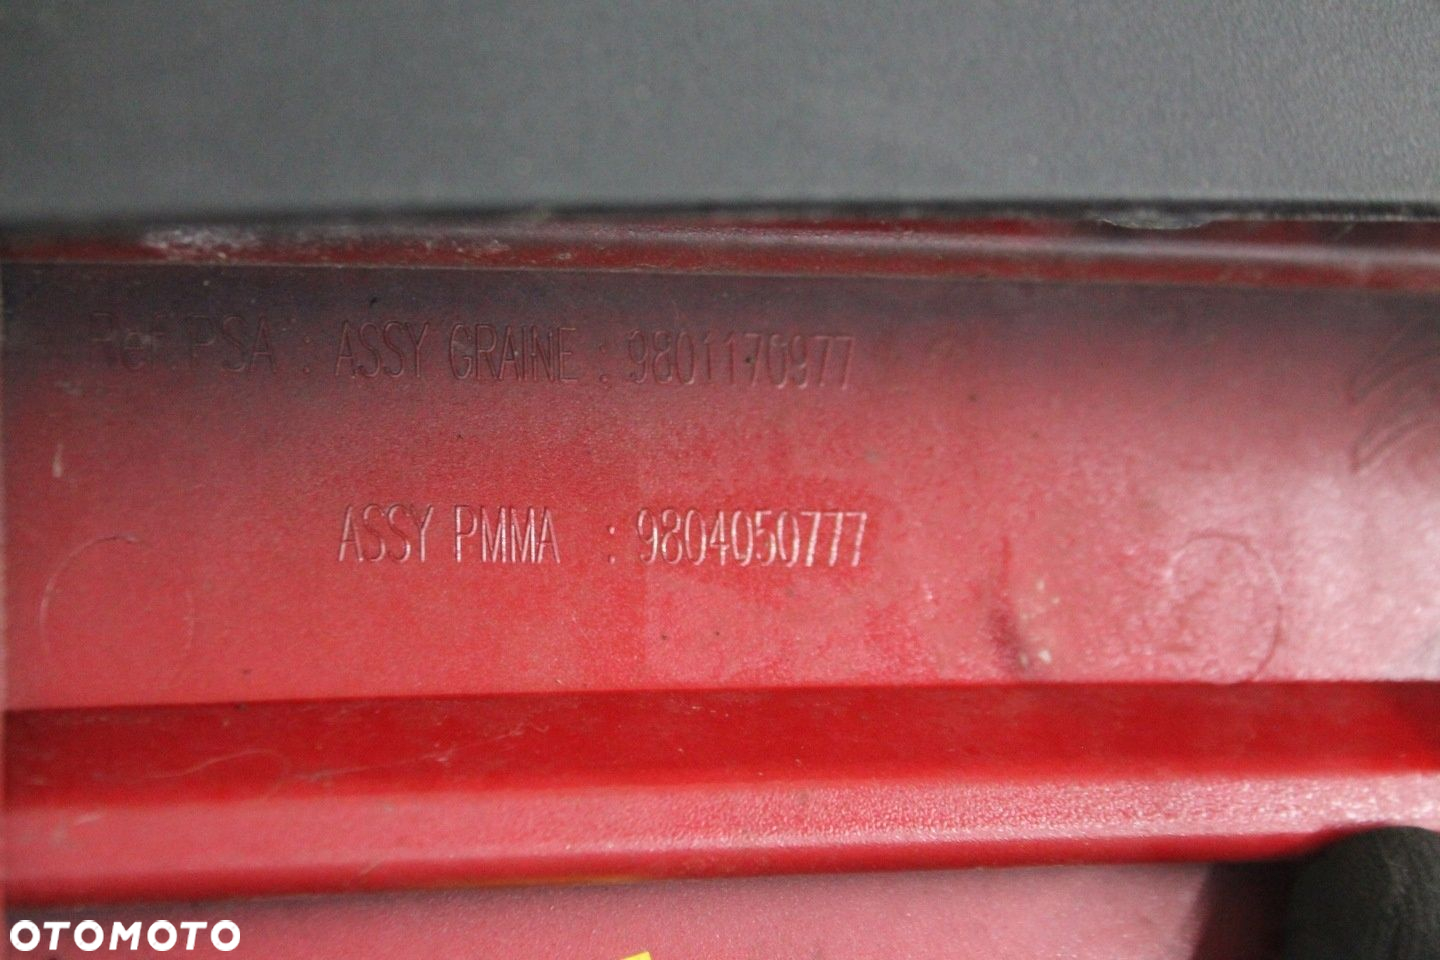 Ref PSA : ASSY GRAINE : 9801170977
ASSY PMMA : 9804050777
OTOMOTO